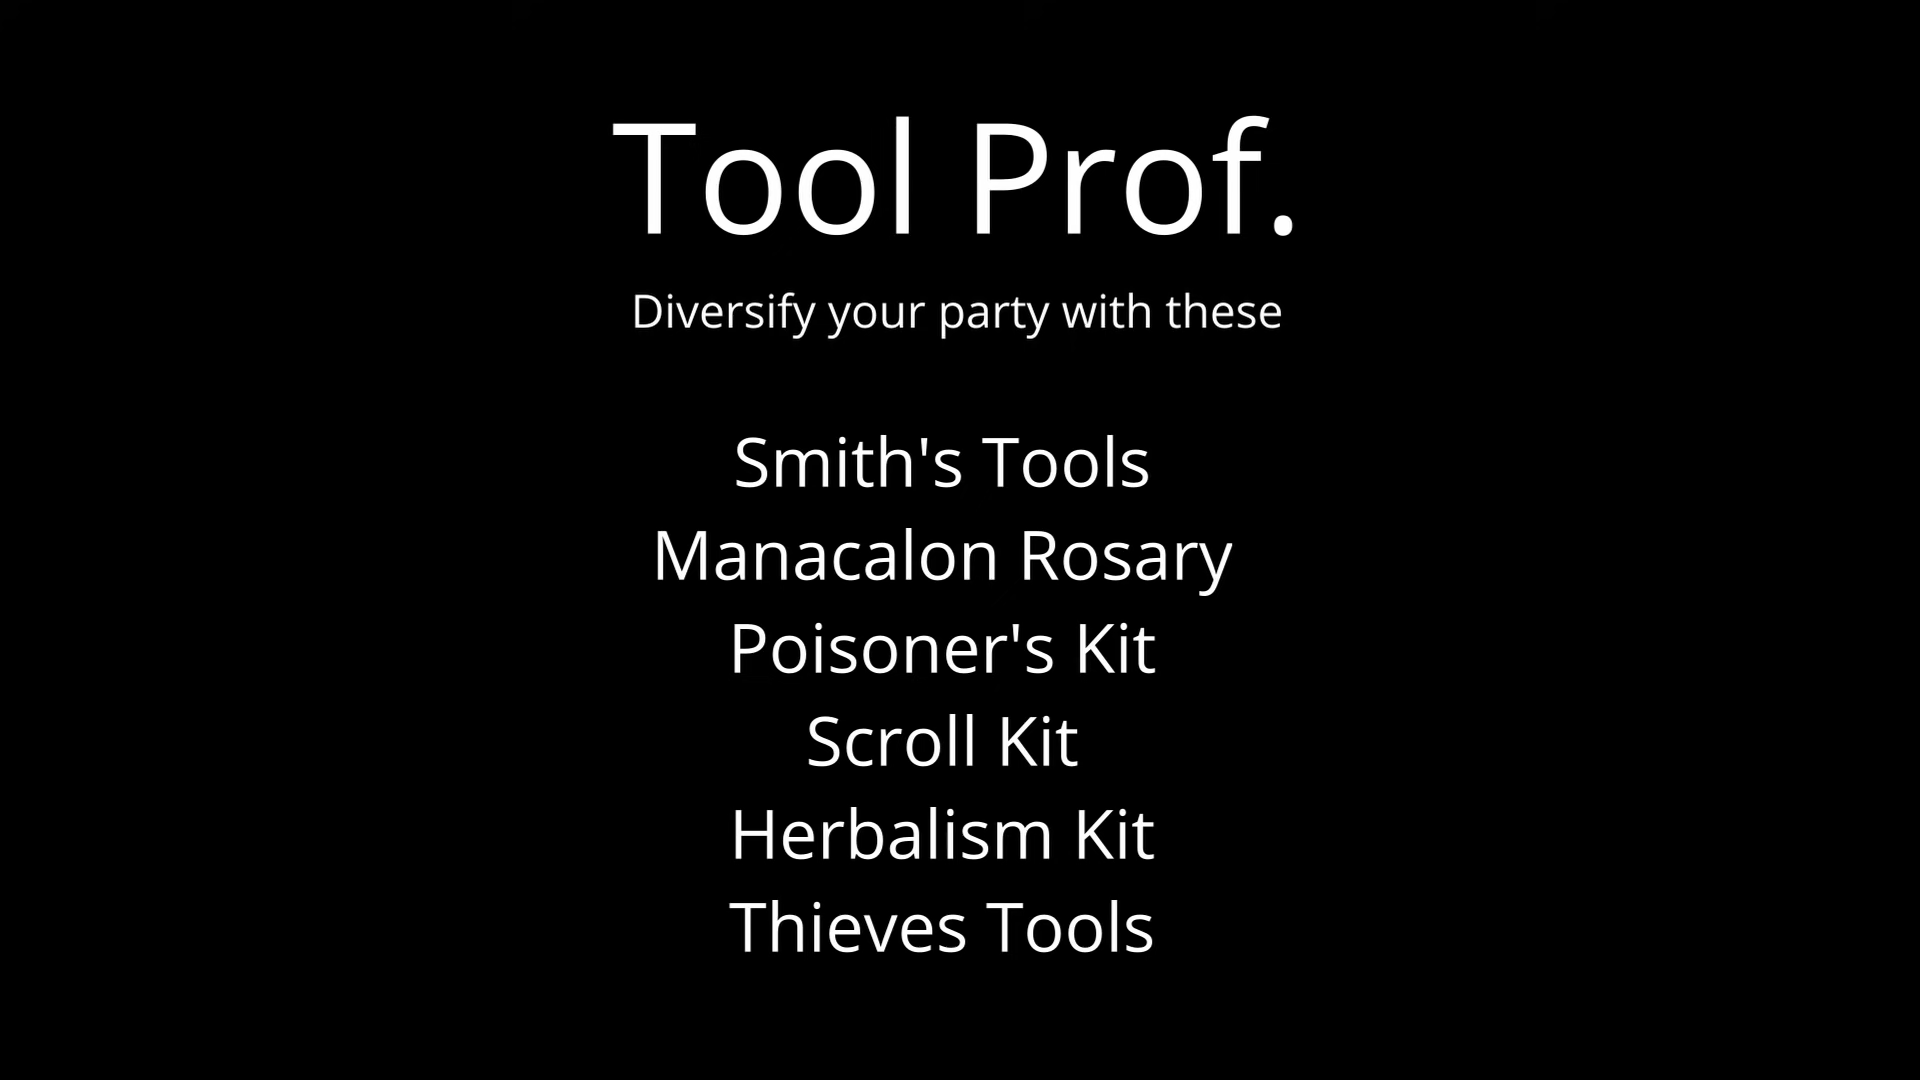 Tool Prof.
Diversify your party with these
Smith's Tools
Manacalon Rosary
Poisoner's Kit
Scroll Kit
Herbalism Kit
Thieves Tools